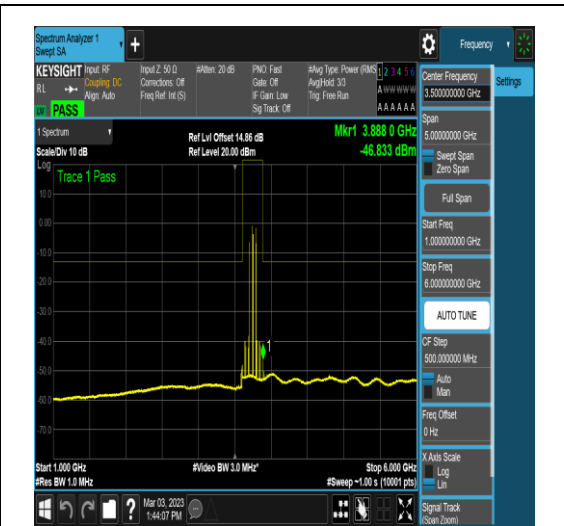 Spectrum Analyzer 1
Swept SA
+
Frequency
KEYSIGHT
RL
PASS
Input: RF
Coupling: DC
Align: Auto
Input Z: 50 Ω
Corrections: Off
Freq Ref: Int (S)
#Atten: 20 dB
PNO: Fast
Gate: Off
IF Gain: Low
Sig Track: Off
#Avg Type: Power (RMS)
Avg|Hold: 3/3
Trig: Free Run
1 2 3 4 5 6
A W W W W W
A A A A A A
1 Spectrum
Scale/Div 10 dB
Ref Lvl Offset 14.86 dB
Ref Level 20.00 dBm
Mkr1 3.888 0 GHz
-46.833 dBm
Log
Trace 1 Pass
10.0
0.00
-10.0
-20.0
-30.0
-40.0
-50.0
-60.0
-70.0
1
Start 1.000 GHz
#Res BW 1.0 MHz
#Video BW 3.0 MHz*
Stop 6.000 GHz
#Sweep ~1.00 s (10001 pts)
Mar 03, 2023
1:44:07 PM
?
Center Frequency
3.500000000 GHz
Settings
Span
5.00000000 GHz
Swept Span
Zero Span
Full Span
Start Freq
1.000000000 GHz
Stop Freq
6.000000000 GHz
AUTO TUNE
CF Step
500.000000 MHz
Auto
Man
Freq Offset
0 Hz
X Axis Scale
Log
Lin
Signal Track
(Span Zoom)